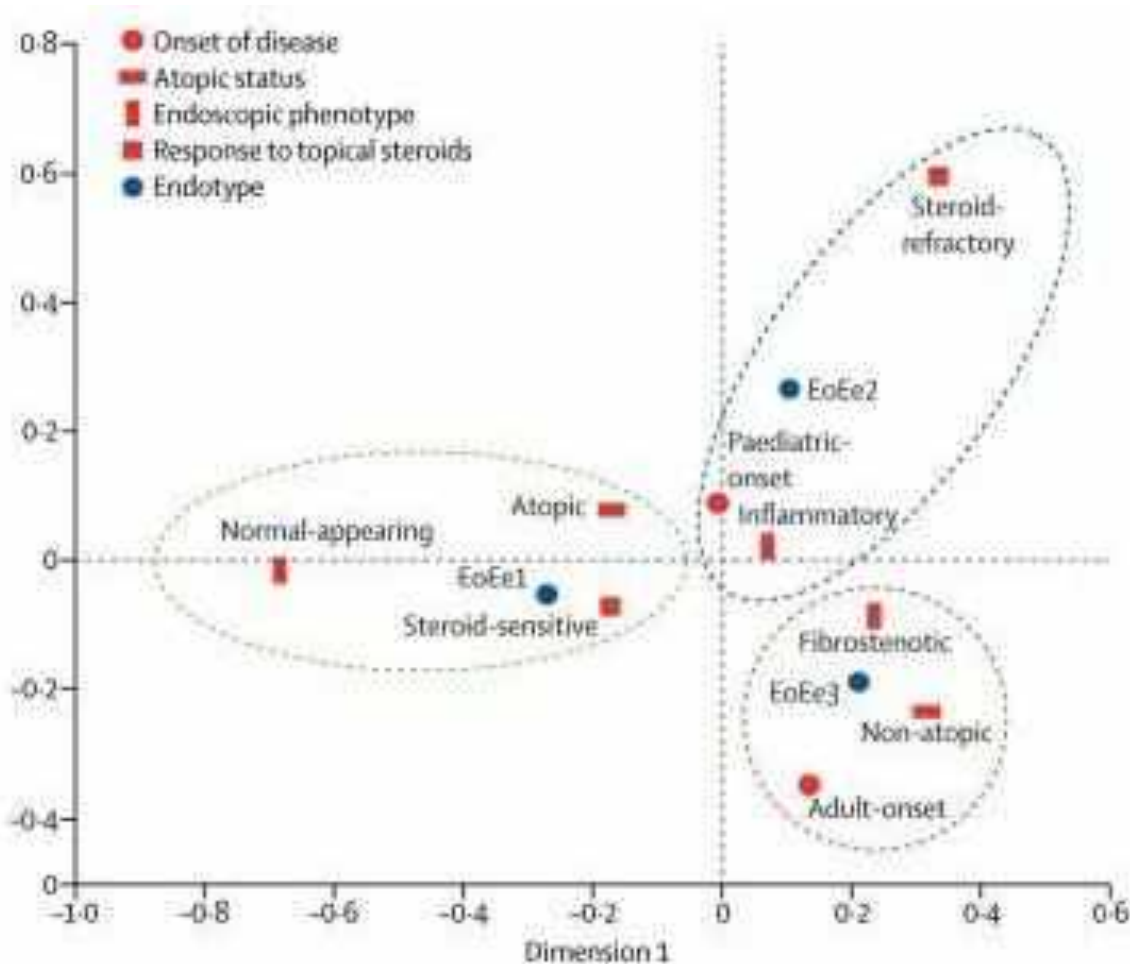 0·8
0·6
0·4
0·2
0
–0·2
–0·4
0
Onset of disease
Atopic status
Endoscopic phenotype
Response to topical steroids
Endotype
Steroid-
refractory
EoEe2
Paediatric-
onset
Inflammatory
Atopic
Normal-appearing
EoEe1
Steroid-sensitive
Fibrostenotic
EoEe3
Non-atopic
Adult-onset
–1·0 –0·8 –0·6 –0·4 –0·2 0 0·2 0·4 0·6
Dimension 1